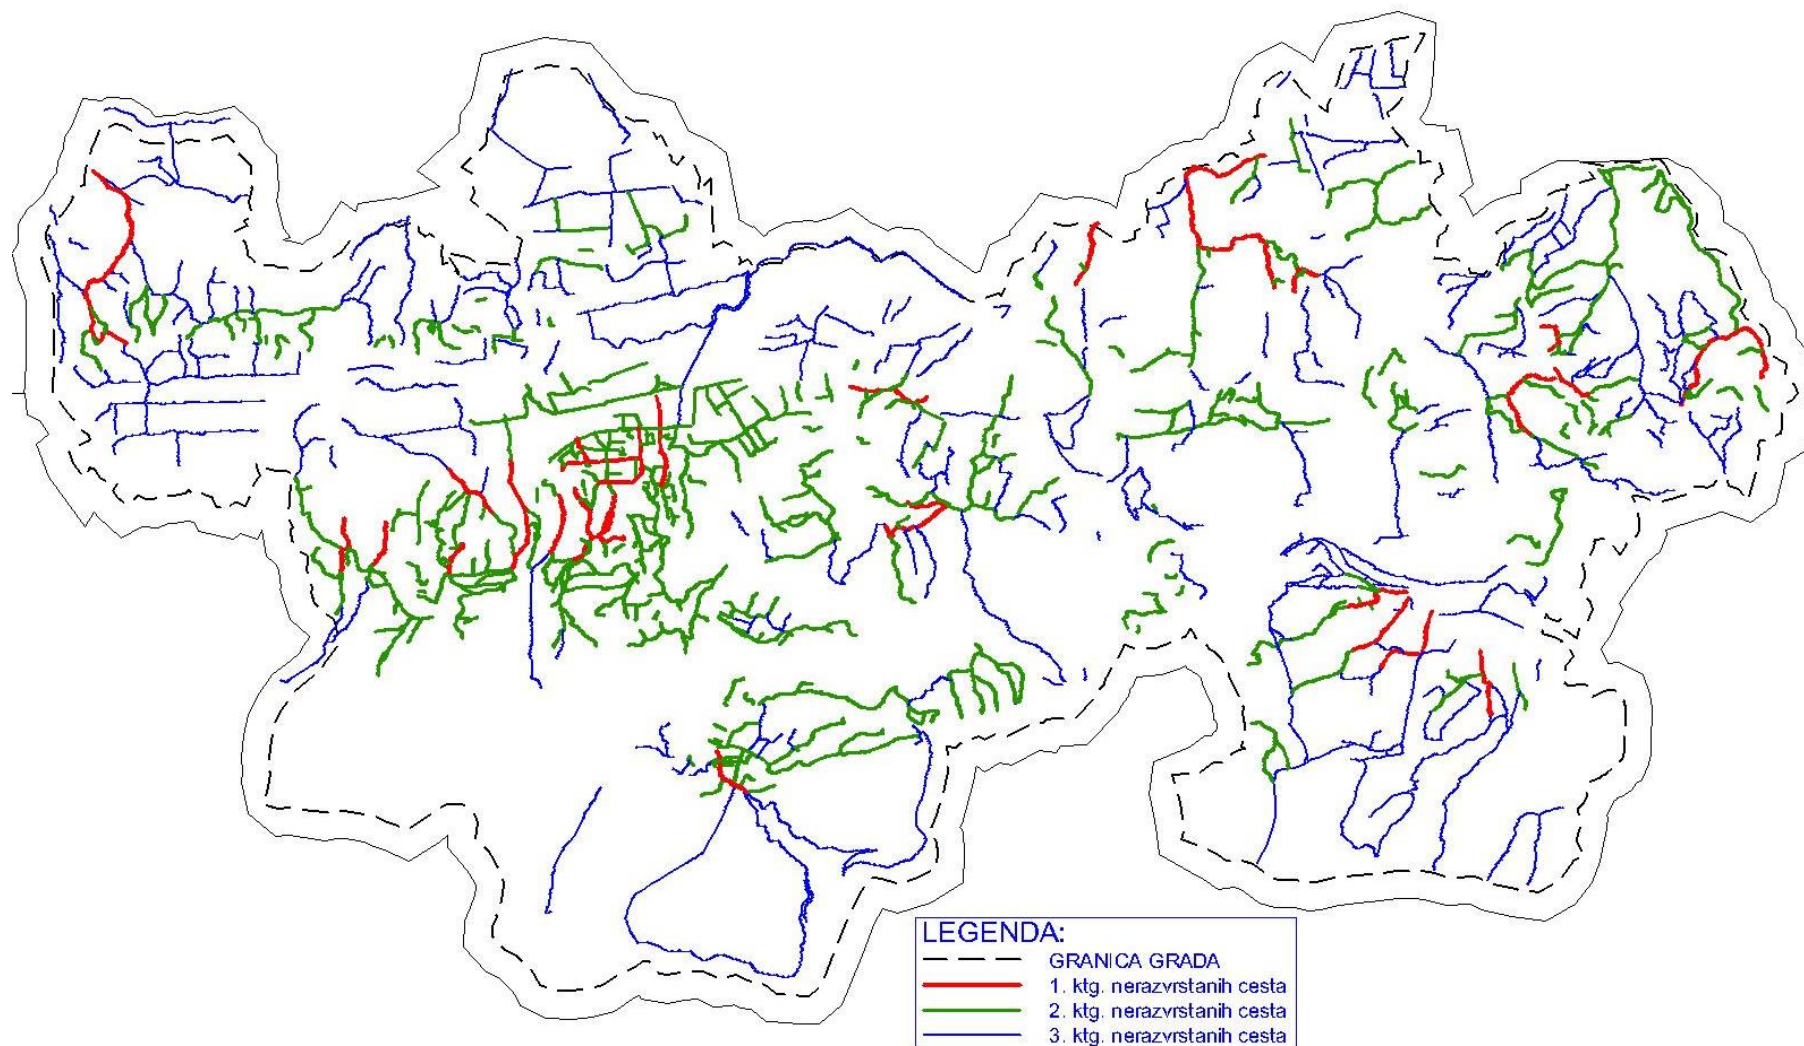 LEGENDA:
GRANICA GRADA
1. ktg. nerazvrstanih cesta
2. ktg. nerazvrstanih cesta
3. ktg. nerazvrstanih cesta